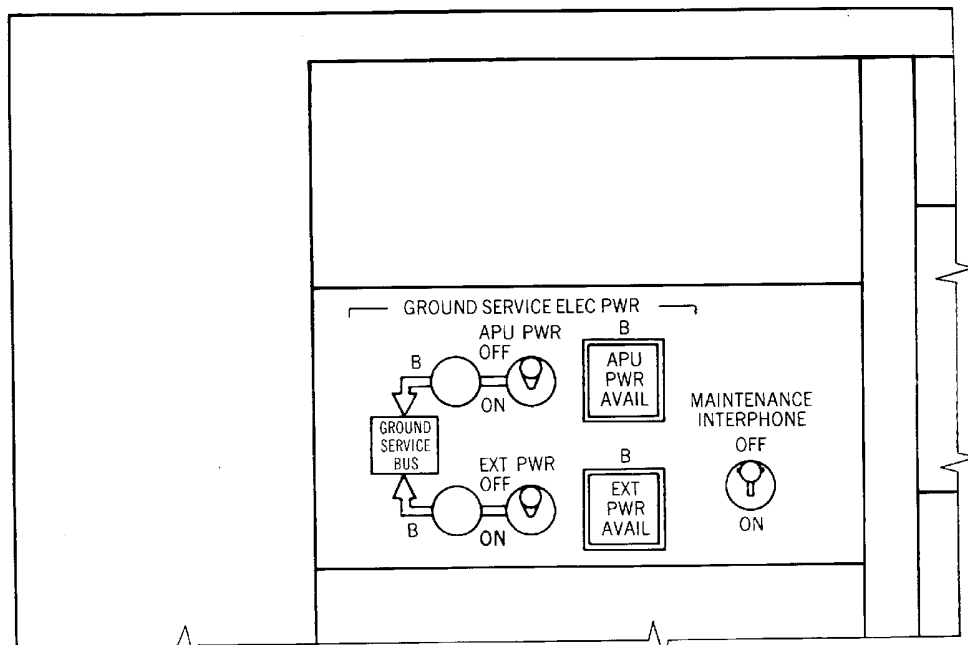 GROUND SERVICE ELEC PWR
APU PWR
OFF
B
ON
B
APU
PWR
AVAIL
GROUND
SERVICE
BUS
EXT PWR
OFF
B
ON
B
EXT
PWR
AVAIL
MAINTENANCE
INTERPHONE
OFF
ON